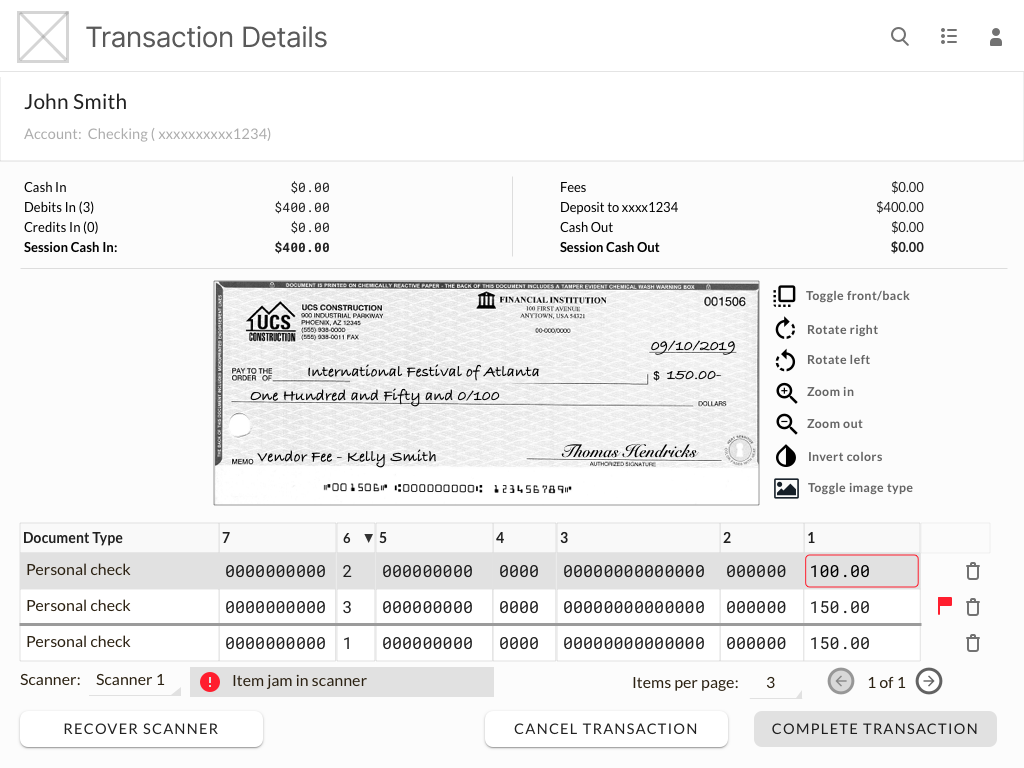 Transaction Details
John Smith
Account: Checking ( xxxxxxxxxx1234)
Cash In $0.00
Debits In (3) $400.00
Credits In (0) $0.00
Session Cash In: $400.00
Fees $0.00
Deposit to xxxx1234 $400.00
Cash Out $0.00
Session Cash Out $0.00
DOCUMENT IS PRINTED ON CHEMICALLY REACTIVE PAPER - THE BACK OF THIS DOCUMENT INCLUDES A TAMPER EVIDENT CHEMICAL WASH WARNING BOX
UCS
CONSTRUCTION
UCS CONSTRUCTION
900 INDUSTRIAL PARKWAY
PHOENIX, AZ 12345
(555) 938-0000
(555) 938-0011 FAX
FINANCIAL INSTITUTION
100 FIRST AVENUE
ANYTOWN, USA 54321
00-000/0000
001506
09/10/2019
PAY TO THE
ORDER OF International Festival of Atlanta $ 150.00-
One Hundred and Fifty and 0/100 DOLLARS
MEMO Vendor Fee - Kelly Smith
Thomas Hendricks
AUTHORIZED SIGNATURE
⑈001506⑈ ⑆000000000⑆ 123456789⑈
Toggle front/back
Rotate right
Rotate left
Zoom in
Zoom out
Invert colors
Toggle image type
Document Type 7 6 ▼ 5 4 3 2 1
Personal check 0000000000 2 000000000 0000 00000000000000 000000 100.00
Personal check 0000000000 3 000000000 0000 00000000000000 000000 150.00
Personal check 0000000000 1 000000000 0000 00000000000000 000000 150.00
Scanner: Scanner 1 Item jam in scanner Items per page: 3 1 of 1
RECOVER SCANNER CANCEL TRANSACTION COMPLETE TRANSACTION